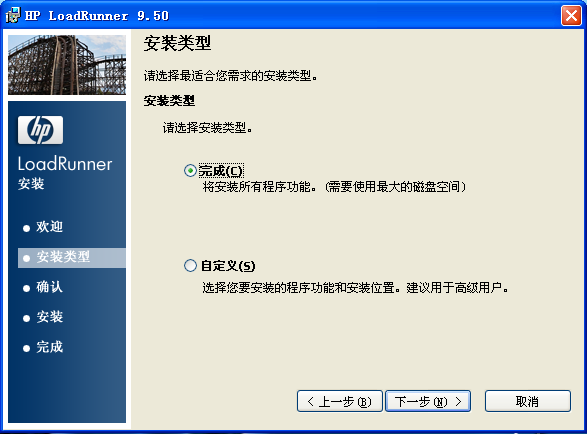 HP LoadRunner 9.50
hp
LoadRunner
安装
欢迎
安装类型
确认
安装
完成
安装类型
请选择最适合您需求的安装类型。
安装类型
请选择安装类型。
完成(C)
将安装所有程序功能。(需要使用最大的磁盘空间)
自定义(S)
选择您要安装的程序功能和安装位置。建议用于高级用户。
< 上一步(B)
下一步(N) >
取消